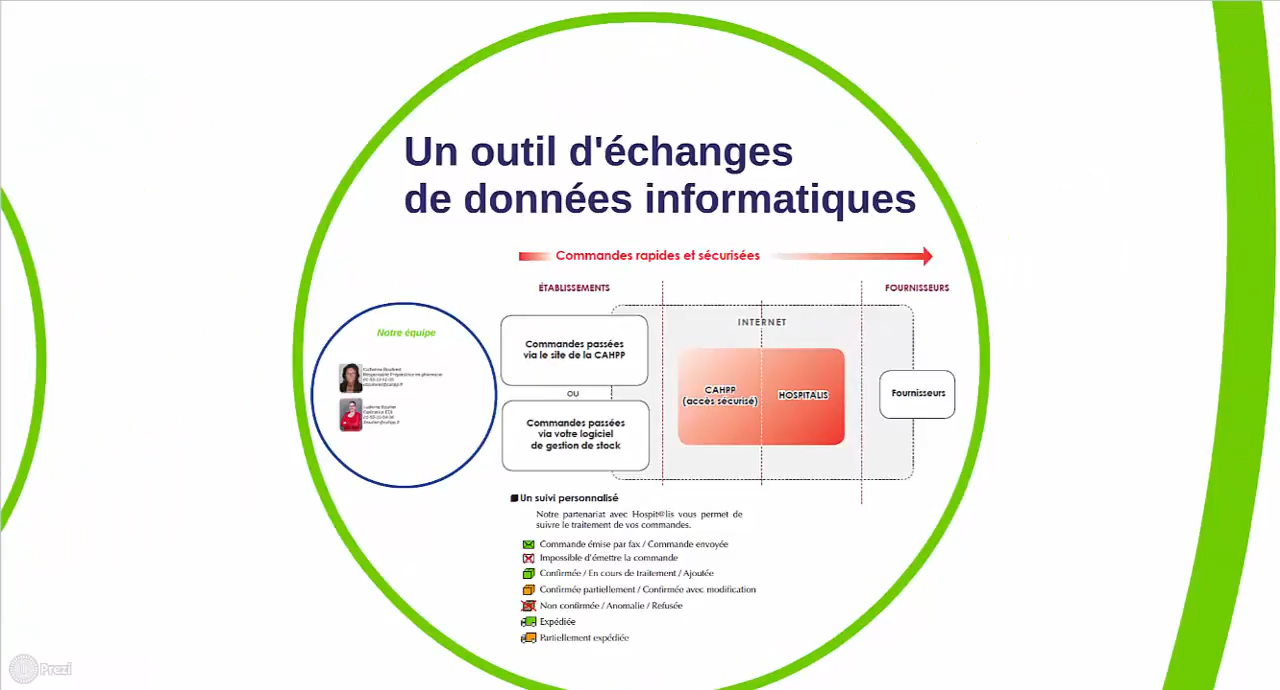 Un outil d'échanges
de données informatiques
Commandes rapides et sécurisées
ÉTABLISSEMENTS
FOURNISSEURS
INTERNET
Notre équipe
Responsable Préparatrice en pharmacie
Commandes passées
via le site de la CAHPP
OU
Commandes passées
via votre logiciel
de gestion de stock
CAHPP
(accès sécurisé)
HOSPITALIS
Fournisseurs
Un suivi personnalisé
Notre partenariat avec Hospit@lis vous permet de
suivre le traitement de vos commandes.
Commande émise par fax / Commande envoyée
Impossible d'émettre la commande
Confirmée / En cours de traitement / Ajoutée
Confirmée partiellement / Confirmée avec modification
Non confirmée / Anomalie / Refusée
Expédiée
Partiellement expédiée
Prezi